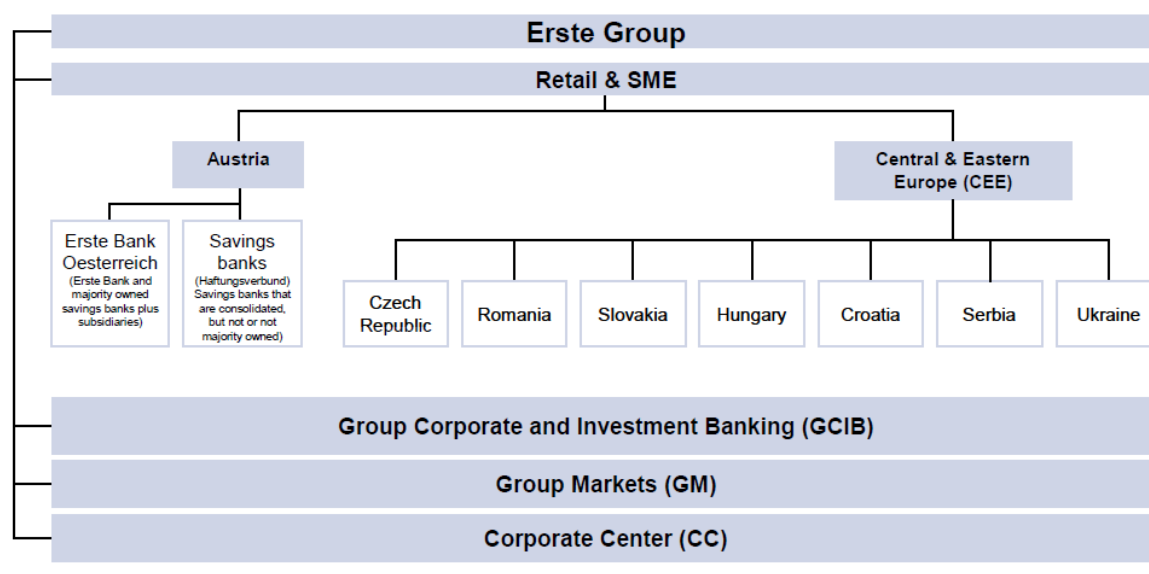 Erste Group
Retail & SME
Austria
Central & Eastern
Europe (CEE)
Erste Bank
Oesterreich
(Erste Bank and
majority owned
savings banks plus
subsidiaries)
Savings
banks
(Haftungsverbund)
Savings banks that
are consolidated,
but not or not
majority owned)
Czech
Republic
Romania
Slovakia
Hungary
Croatia
Serbia
Ukraine
Group Corporate and Investment Banking (GCIB)
Group Markets (GM)
Corporate Center (CC)